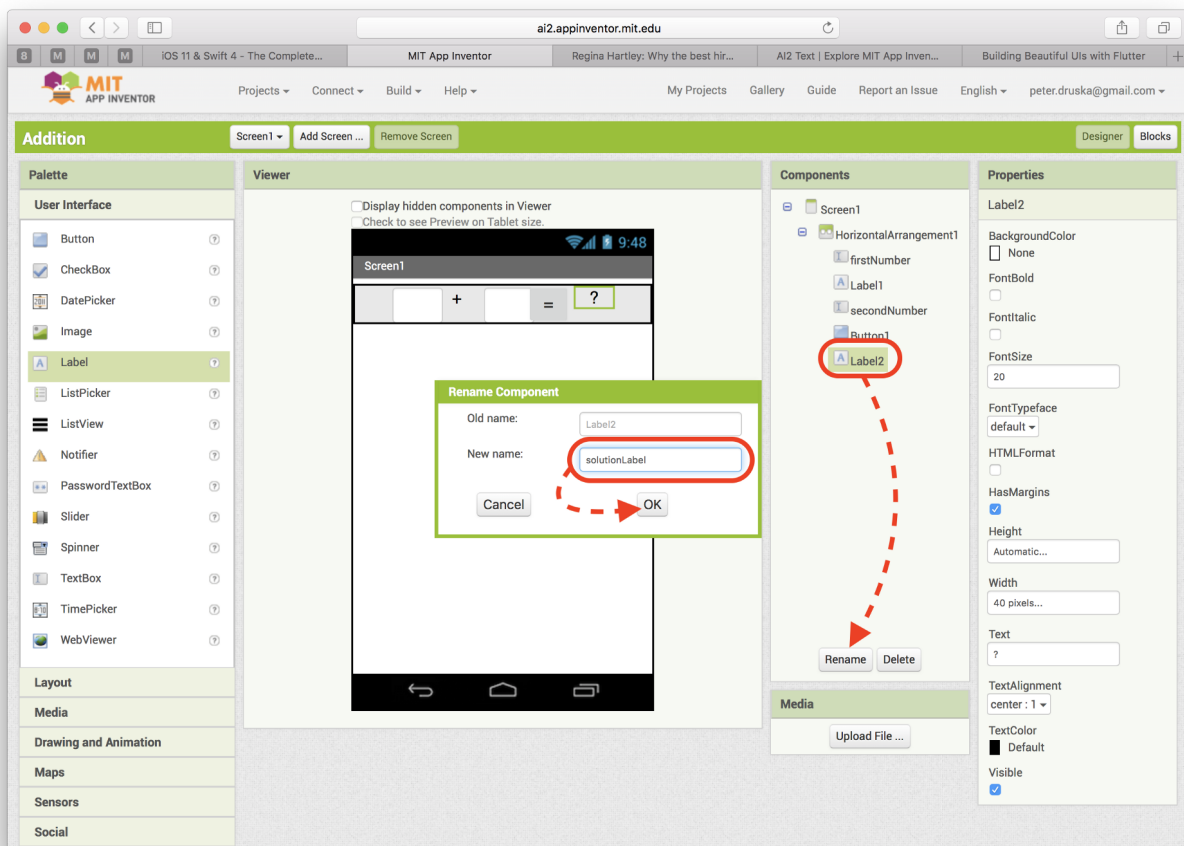 ai2.appinventor.mit.edu
8 M M M iOS 11 & Swift 4 - The Complete... MIT App Inventor Regina Hartley: Why the best hir... AI2 Text | Explore MIT App Inven... Building Beautiful UIs with Flutter +
MIT
APP INVENTOR
Projects Connect Build Help My Projects Gallery Guide Report an Issue English peter.druska@gmail.com
Addition Screen1 Add Screen ... Remove Screen Designer Blocks
Palette
User Interface
Button ?
CheckBox ?
DatePicker ?
Image ?
A Label ?
ListPicker ?
ListView ?
Notifier ?
PasswordTextBox ?
Slider ?
Spinner ?
TextBox ?
TimePicker ?
WebViewer ?
Layout
Media
Drawing and Animation
Maps
Sensors
Social
Viewer
Display hidden components in Viewer
Check to see Preview on Tablet size.
9:48
Screen1
+ = ?
Rename Component
Old name: Label2
New name: solutionLabel
Cancel OK
Components
Screen1
HorizontalArrangement1
firstNumber
A Label1
secondNumber
Button1
A Label2
Rename Delete
Media
Upload File ...
Properties
Label2
BackgroundColor
None
FontBold
FontItalic
FontSize
20
FontTypeface
default
HTMLFormat
HasMargins
Height
Automatic...
Width
40 pixels...
Text
?
TextAlignment
center : 1
TextColor
Default
Visible